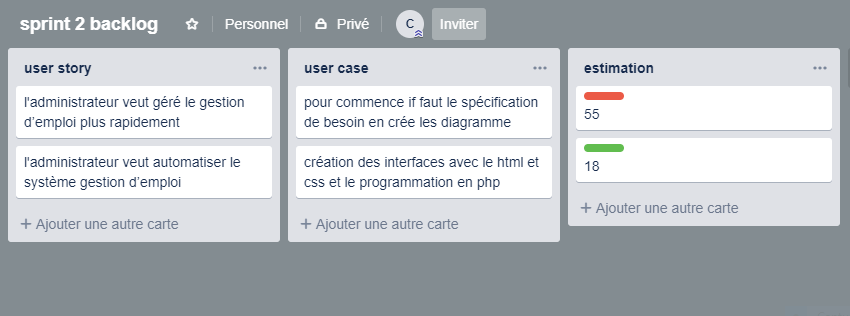 sprint 2 backlog
Personnel
Privé
C
Inviter
user story
l'administrateur veut géré le gestion
d’emploi plus rapidement
l'administrateur veut automatiser le
système gestion d’emploi
+ Ajouter une autre carte
user case
pour commence if faut le spécification
de besoin en crée les diagramme
création des interfaces avec le html et
css et le programmation en php
+ Ajouter une autre carte
estimation
55
18
+ Ajouter une autre carte